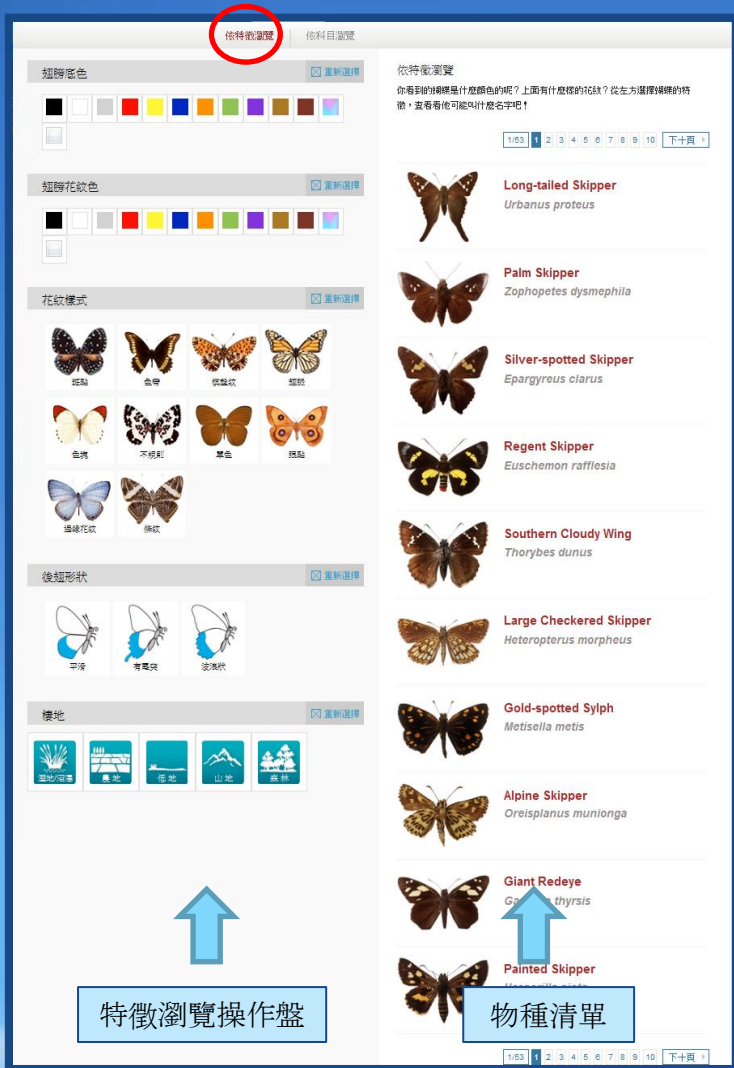 依特徵瀏覽
依科目瀏覽
翅膀底色
重新選擇
翅膀花紋色
重新選擇
花紋樣式
重新選擇
斑點
色帶
棋盤紋
翅脈
色塊
不規則
單色
眼點
邊緣花紋
條紋
後翅形狀
重新選擇
平滑
有尾突
波浪狀
棲地
重新選擇
溼地/沼澤
農地
低地
山地
森林
特徵瀏覽操作盤
依特徵瀏覽
你看到的蝴蝶是什麼顏色的呢？上面有什麼樣的花紋？從左方選擇蝴蝶的特
徵，查看看他可能叫什麼名字吧！
1/53 1 2 3 4 5 6 7 8 9 10 下十頁
Long-tailed Skipper
Urbanus proteus
Palm Skipper
Zophopetes dysmephila
Silver-spotted Skipper
Epargyreus clarus
Regent Skipper
Euschemon rafflesia
Southern Cloudy Wing
Thorybes dunus
Large Checkered Skipper
Heteropterus morpheus
Gold-spotted Sylph
Metisella metis
Alpine Skipper
Oreisplanus munionga
Giant Redeye
thyrsis
Painted Skipper
物種清單
1/53 1 2 3 4 5 6 7 8 9 10 下十頁